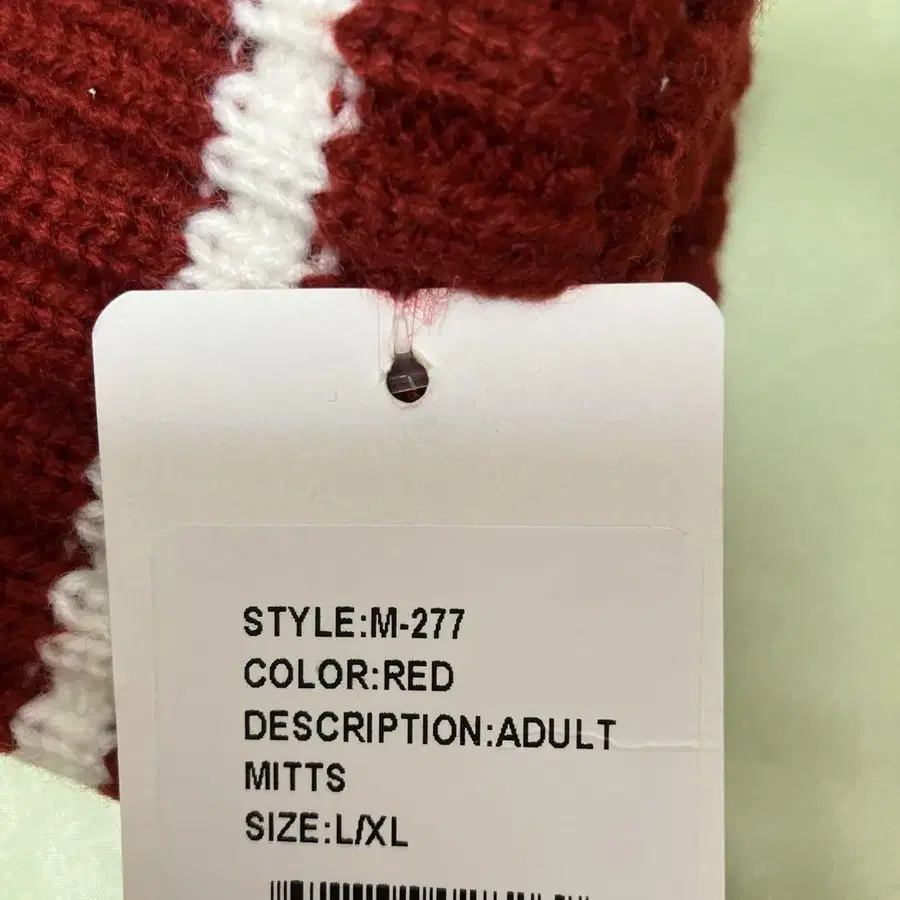 STYLE:M-277
COLOR:RED
DESCRIPTION:ADULT
MITTS
SIZE:L/XL